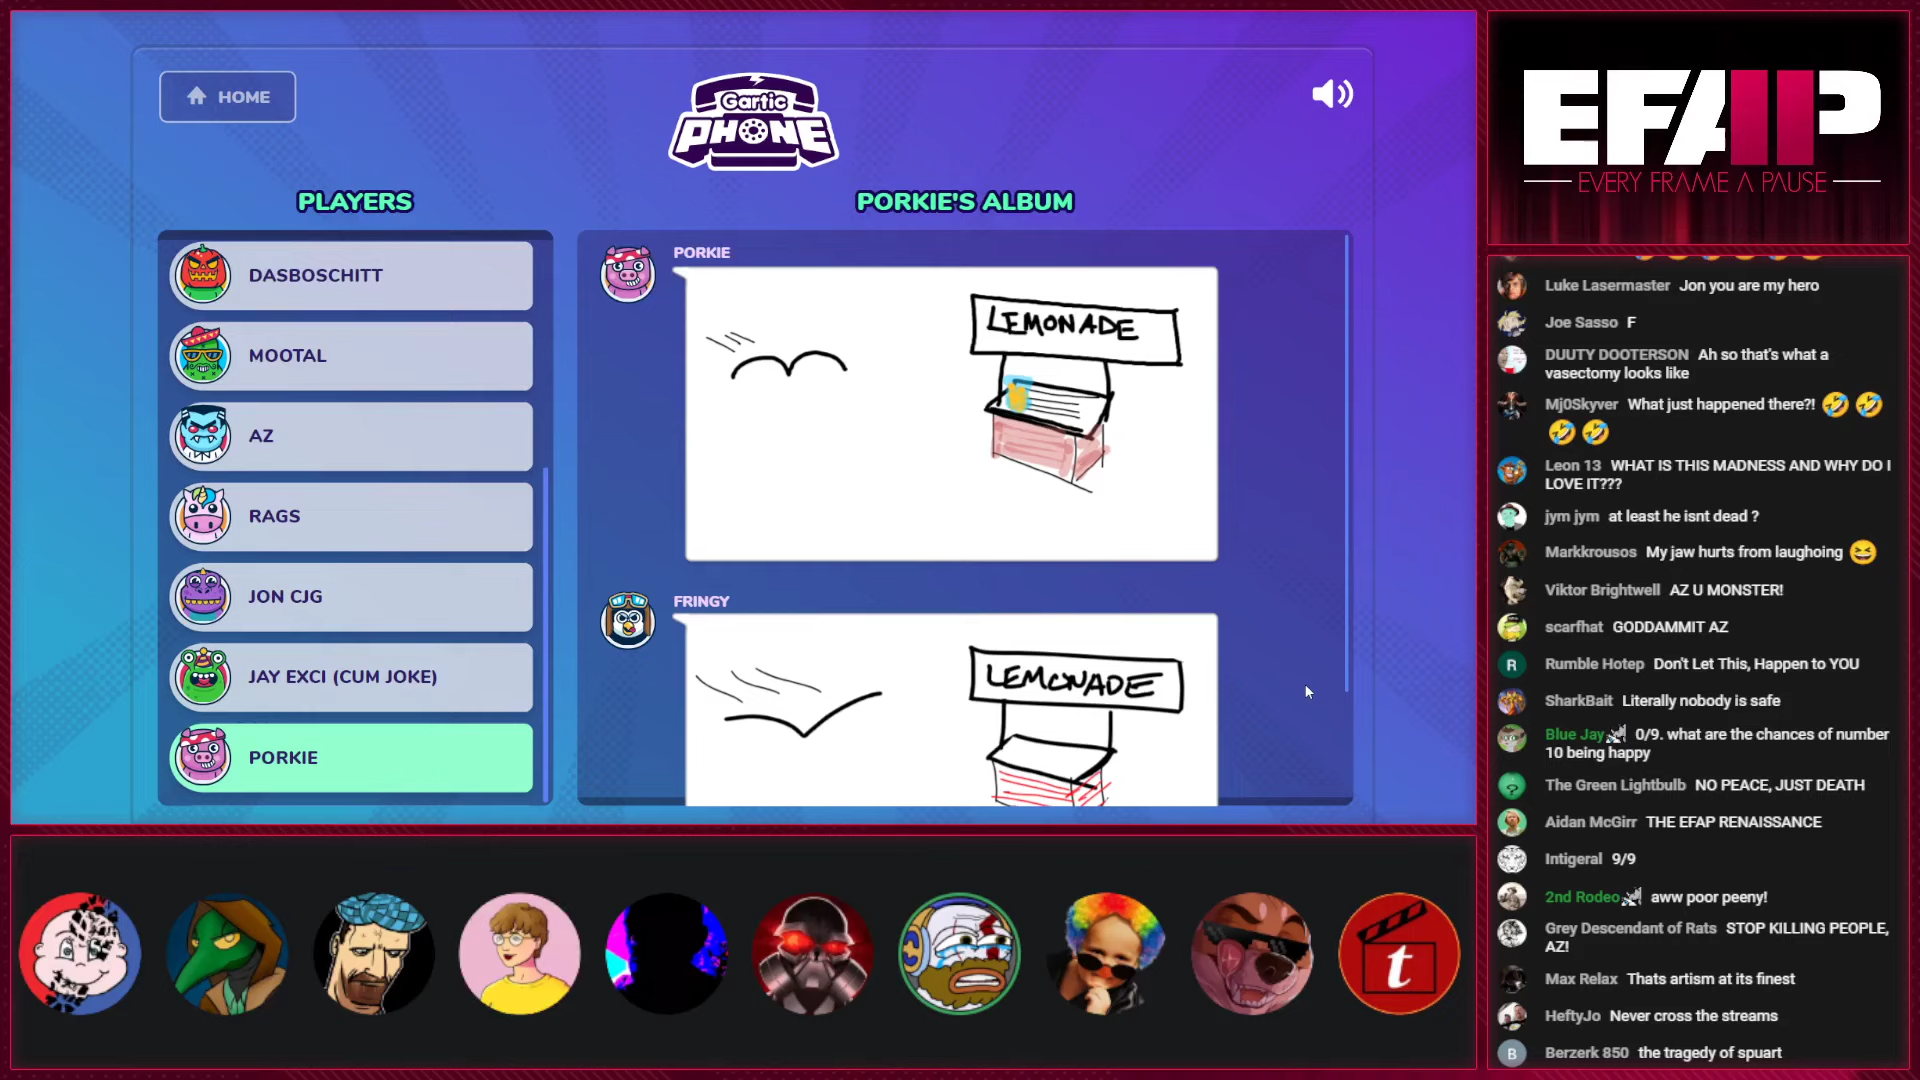 HOME
Gartic
PHONE
PLAYERS
DASBOSCHITT
MOOTAL
AZ
RAGS
JON CJG
JAY EXCI (CUM JOKE)
PORKIE
PORKIE'S ALBUM
PORKIE
LEMONADE
FRINGY
LEMONADE
t
EFAP
EVERY FRAME A PAUSE
Luke Lasermaster Jon you are my hero
Joe Sasso F
DUUTY DOOTERSON Ah so that's what a
vasectomy looks like
Mj0Skyver What just happened there?! 🤣 🤣
🤣 🤣
Leon 13 WHAT IS THIS MADNESS AND WHY DO I
LOVE IT???
jym jym at least he isnt dead ?
Markkrousos My jaw hurts from laughoing 😆
Viktor Brightwell AZ U MONSTER!
scarfhat GODDAMMIT AZ
R
Rumble Hotep Don't Let This, Happen to YOU
SharkBait Literally nobody is safe
Blue Jay 0/9. what are the chances of number
10 being happy
?
The Green Lightbulb NO PEACE, JUST DEATH
Aidan McGirr THE EFAP RENAISSANCE
Intigeral 9/9
2nd Rodeo aww poor peeny!
Grey Descendant of Rats STOP KILLING PEOPLE,
AZ!
Max Relax Thats artism at its finest
HeftyJo Never cross the streams
B
Berzerk 850 the tragedy of spuart